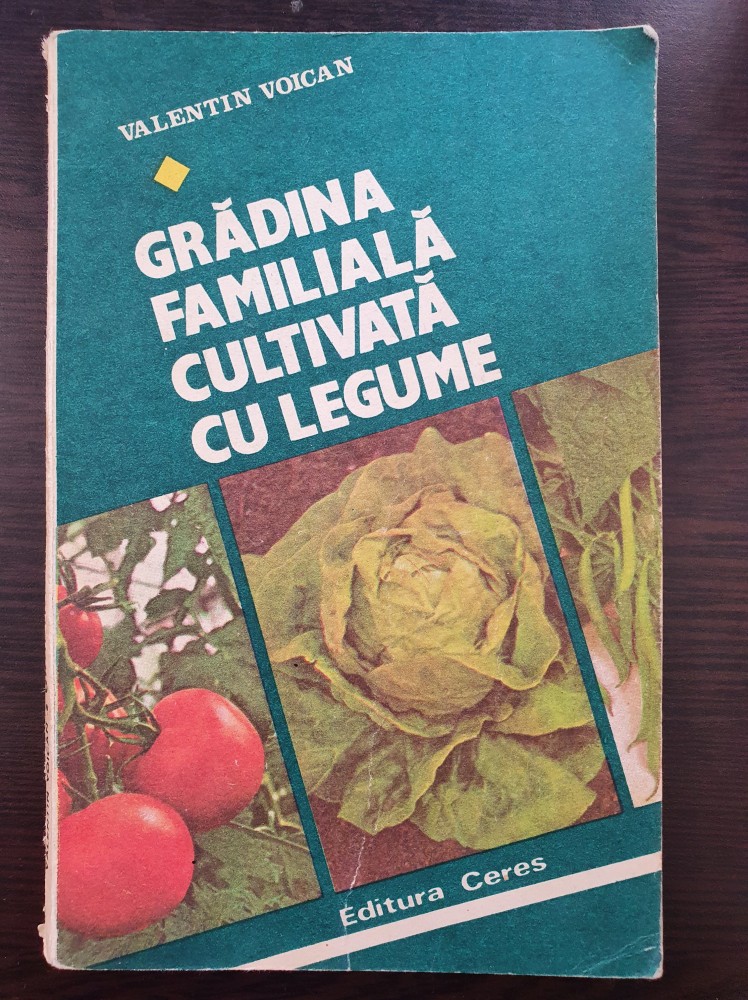 VALENTIN VOICAN
GRĂDINA
FAMILIALĂ
CULTIVATĂ
CU LEGUME
Editura Ceres